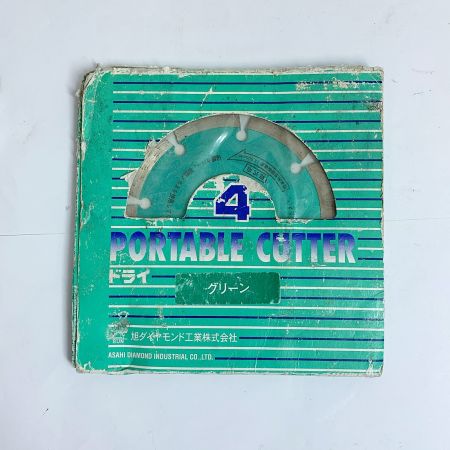 4
PORTABLE CUTTER
ドライ
グリーン
旭ダイヤモンド工業株式会社
ASAHI DIAMOND INDUSTRIAL CO.,LTD.